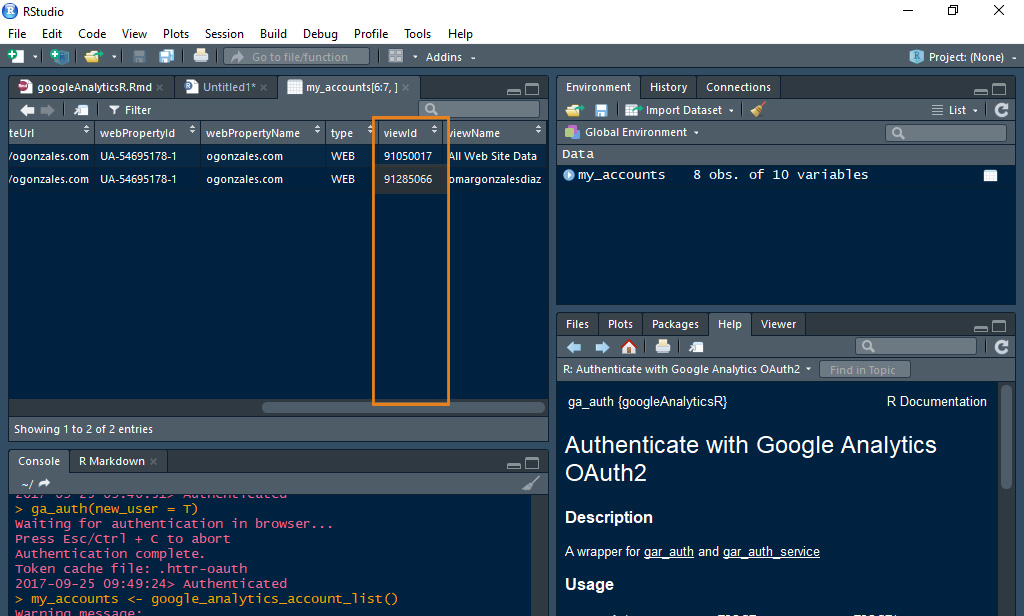 RStudio
File Edit Code View Plots Session Build Debug Profile Tools Help
Go to file/function Addins Project: (None)
googleAnalyticsR.Rmd Untitled1* my_accounts[6:7, ]
Filter
teUrl webPropertyId webPropertyName type viewId viewName
/ogonzales.com UA-54695178-1 ogonzales.com WEB 91050017 All Web Site Data
/ogonzales.com UA-54695178-1 ogonzales.com WEB 91285066 omargonzalesdiaz
Showing 1 to 2 of 2 entries
Console R Markdown
~/
2017-09-25 09:46:51> Authenticated
> ga_auth(new_user = T)
Waiting for authentication in browser...
Press Esc/Ctrl + C to abort
Authentication complete.
Token cache file: .httr-oauth
2017-09-25 09:49:24> Authenticated
> my_accounts <- google_analytics_account_list()
Warning message:
Environment History Connections
Import Dataset List
Global Environment
Data
my_accounts 8 obs. of 10 variables
Files Plots Packages Help Viewer
R: Authenticate with Google Analytics OAuth2 Find in Topic
ga_auth {googleAnalyticsR} R Documentation
Authenticate with Google Analytics
OAuth2
Description
A wrapper for gar_auth and gar_auth_service
Usage